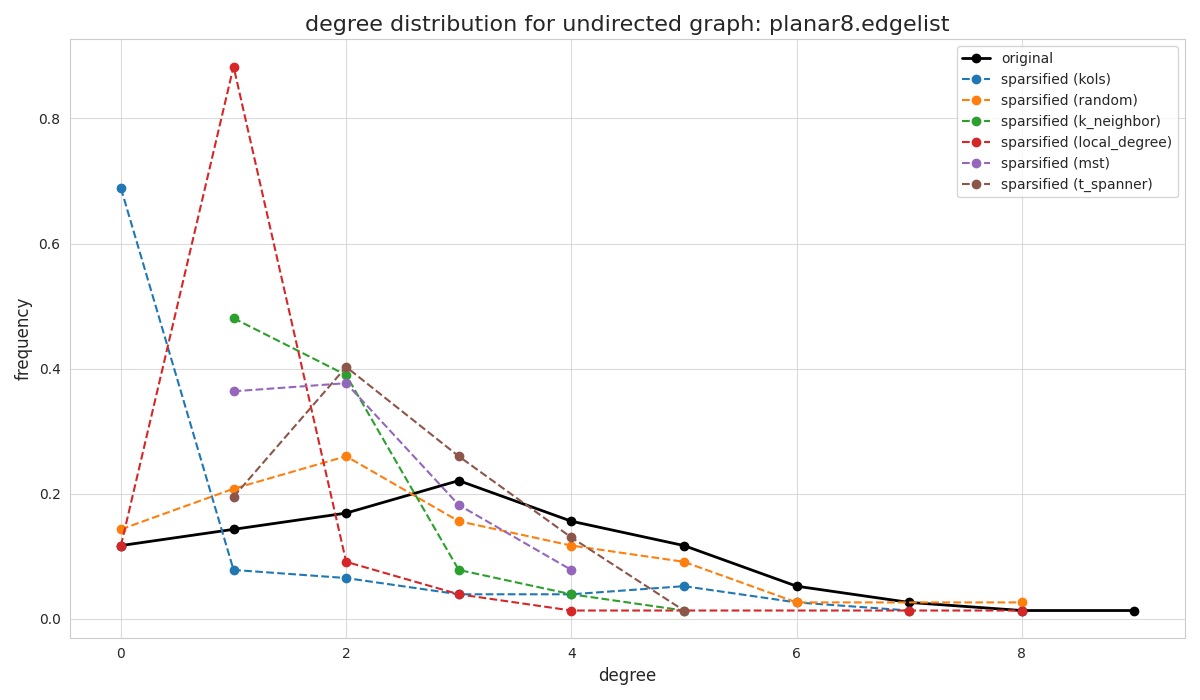 degree distribution for undirected graph: planar8.edgelist
original
sparsified (kols)
sparsified (random)
sparsified (k_neighbor)
sparsified (local_degree)
sparsified (mst)
sparsified (t_spanner)
frequency
0.8
0.6
0.4
0.2
0.0
0 2 4 6 8
degree